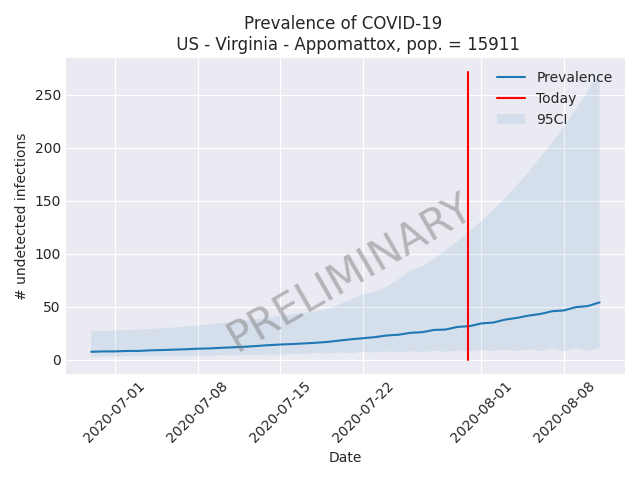 Prevalence of COVID-19
US - Virginia - Appomattox, pop. = 15911
Prevalence
Today
95CI
250
200
150
100
50
0
# undetected infections
PRELIMINARY
2020-07-01
2020-07-08
2020-07-15
2020-07-22
2020-08-01
2020-08-08
Date